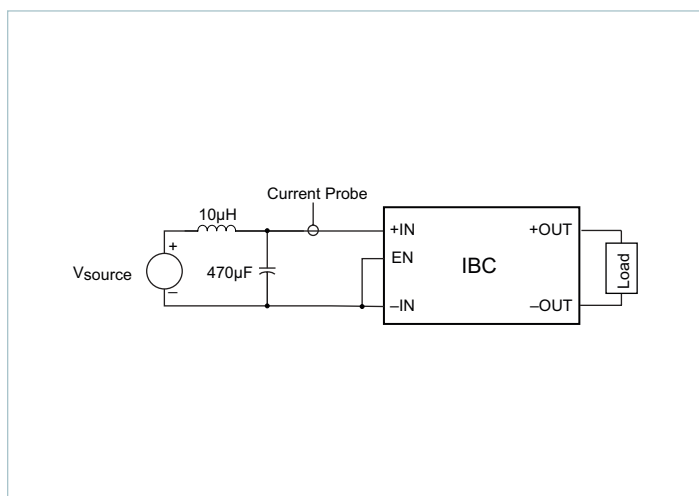 Current Probe
10µH
+IN
+OUT
+
EN
IBC
Vsource
470µF
Load
–
–IN
–OUT